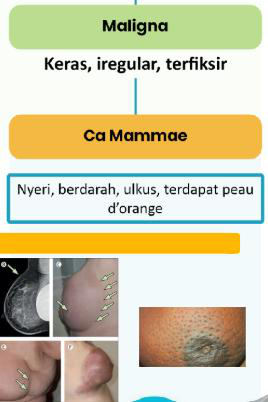 Maligna
Keras, iregular, terfiksir
Ca Mammae
Nyeri, berdarah, ulkus, terdapat peau
d'orange